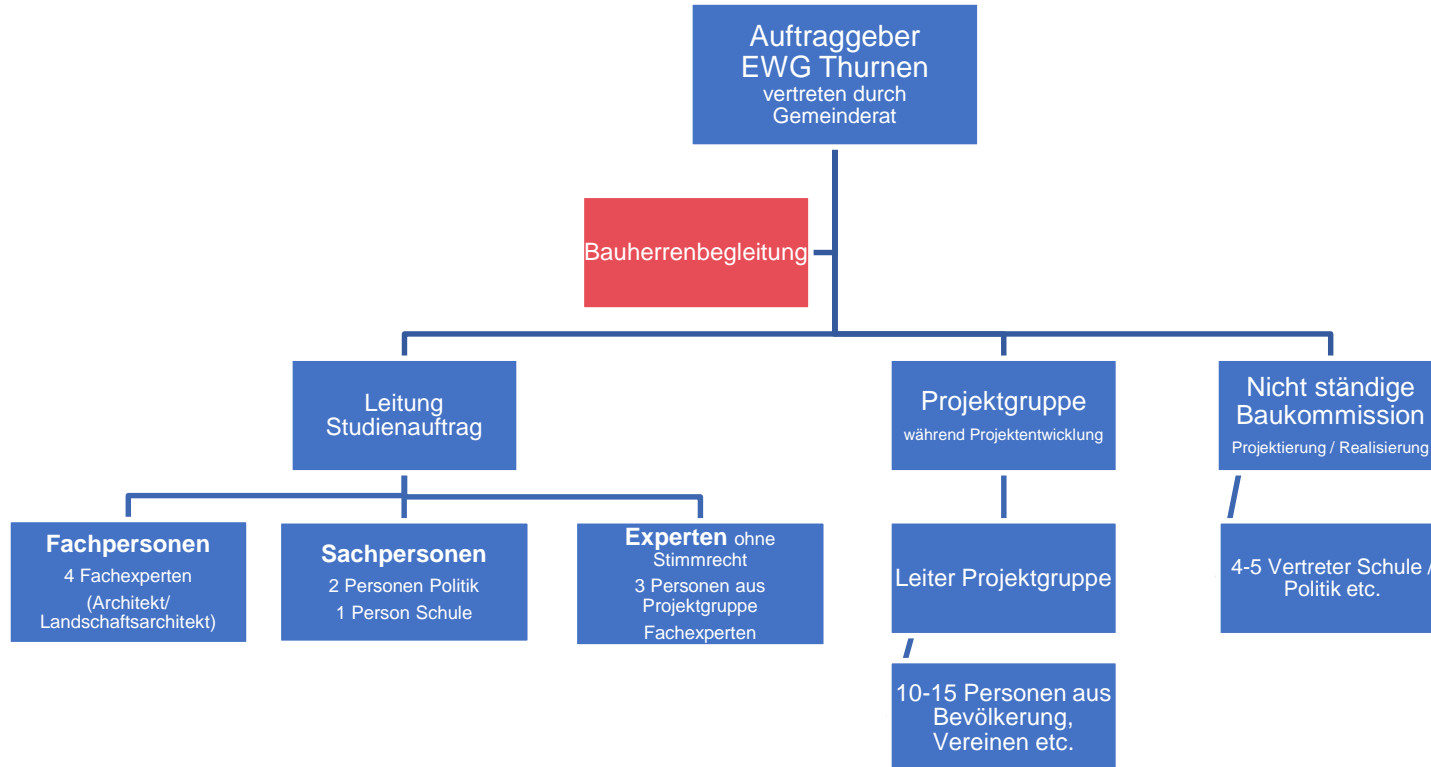 Auftraggeber
EWG Thurnen
vertreten durch
Gemeinderat
Bauherrenbegleitung
Leitung
Studienauftrag
Projektgruppe
während Projektentwicklung
Nicht ständige
Baukommission
Projektierung / Realisierung
Fachpersonen
4 Fachexperten
(Architekt/
Landschaftsarchitekt)
Sachpersonen
2 Personen Politik
1 Person Schule
Experten ohne
Stimmrecht
3 Personen aus
Projektgruppe
Fachexperten
Leiter Projektgruppe
4-5 Vertreter Schule /
Politik etc.
10-15 Personen aus
Bevölkerung,
Vereinen etc.